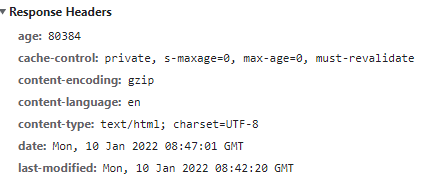 Response Headers
age: 80384
cache-control: private, s-maxage=0, max-age=0, must-revalidate
content-encoding: gzip
content-language: en
content-type: text/html; charset=UTF-8
date: Mon, 10 Jan 2022 08:47:01 GMT
last-modified: Mon, 10 Jan 2022 08:42:20 GMT